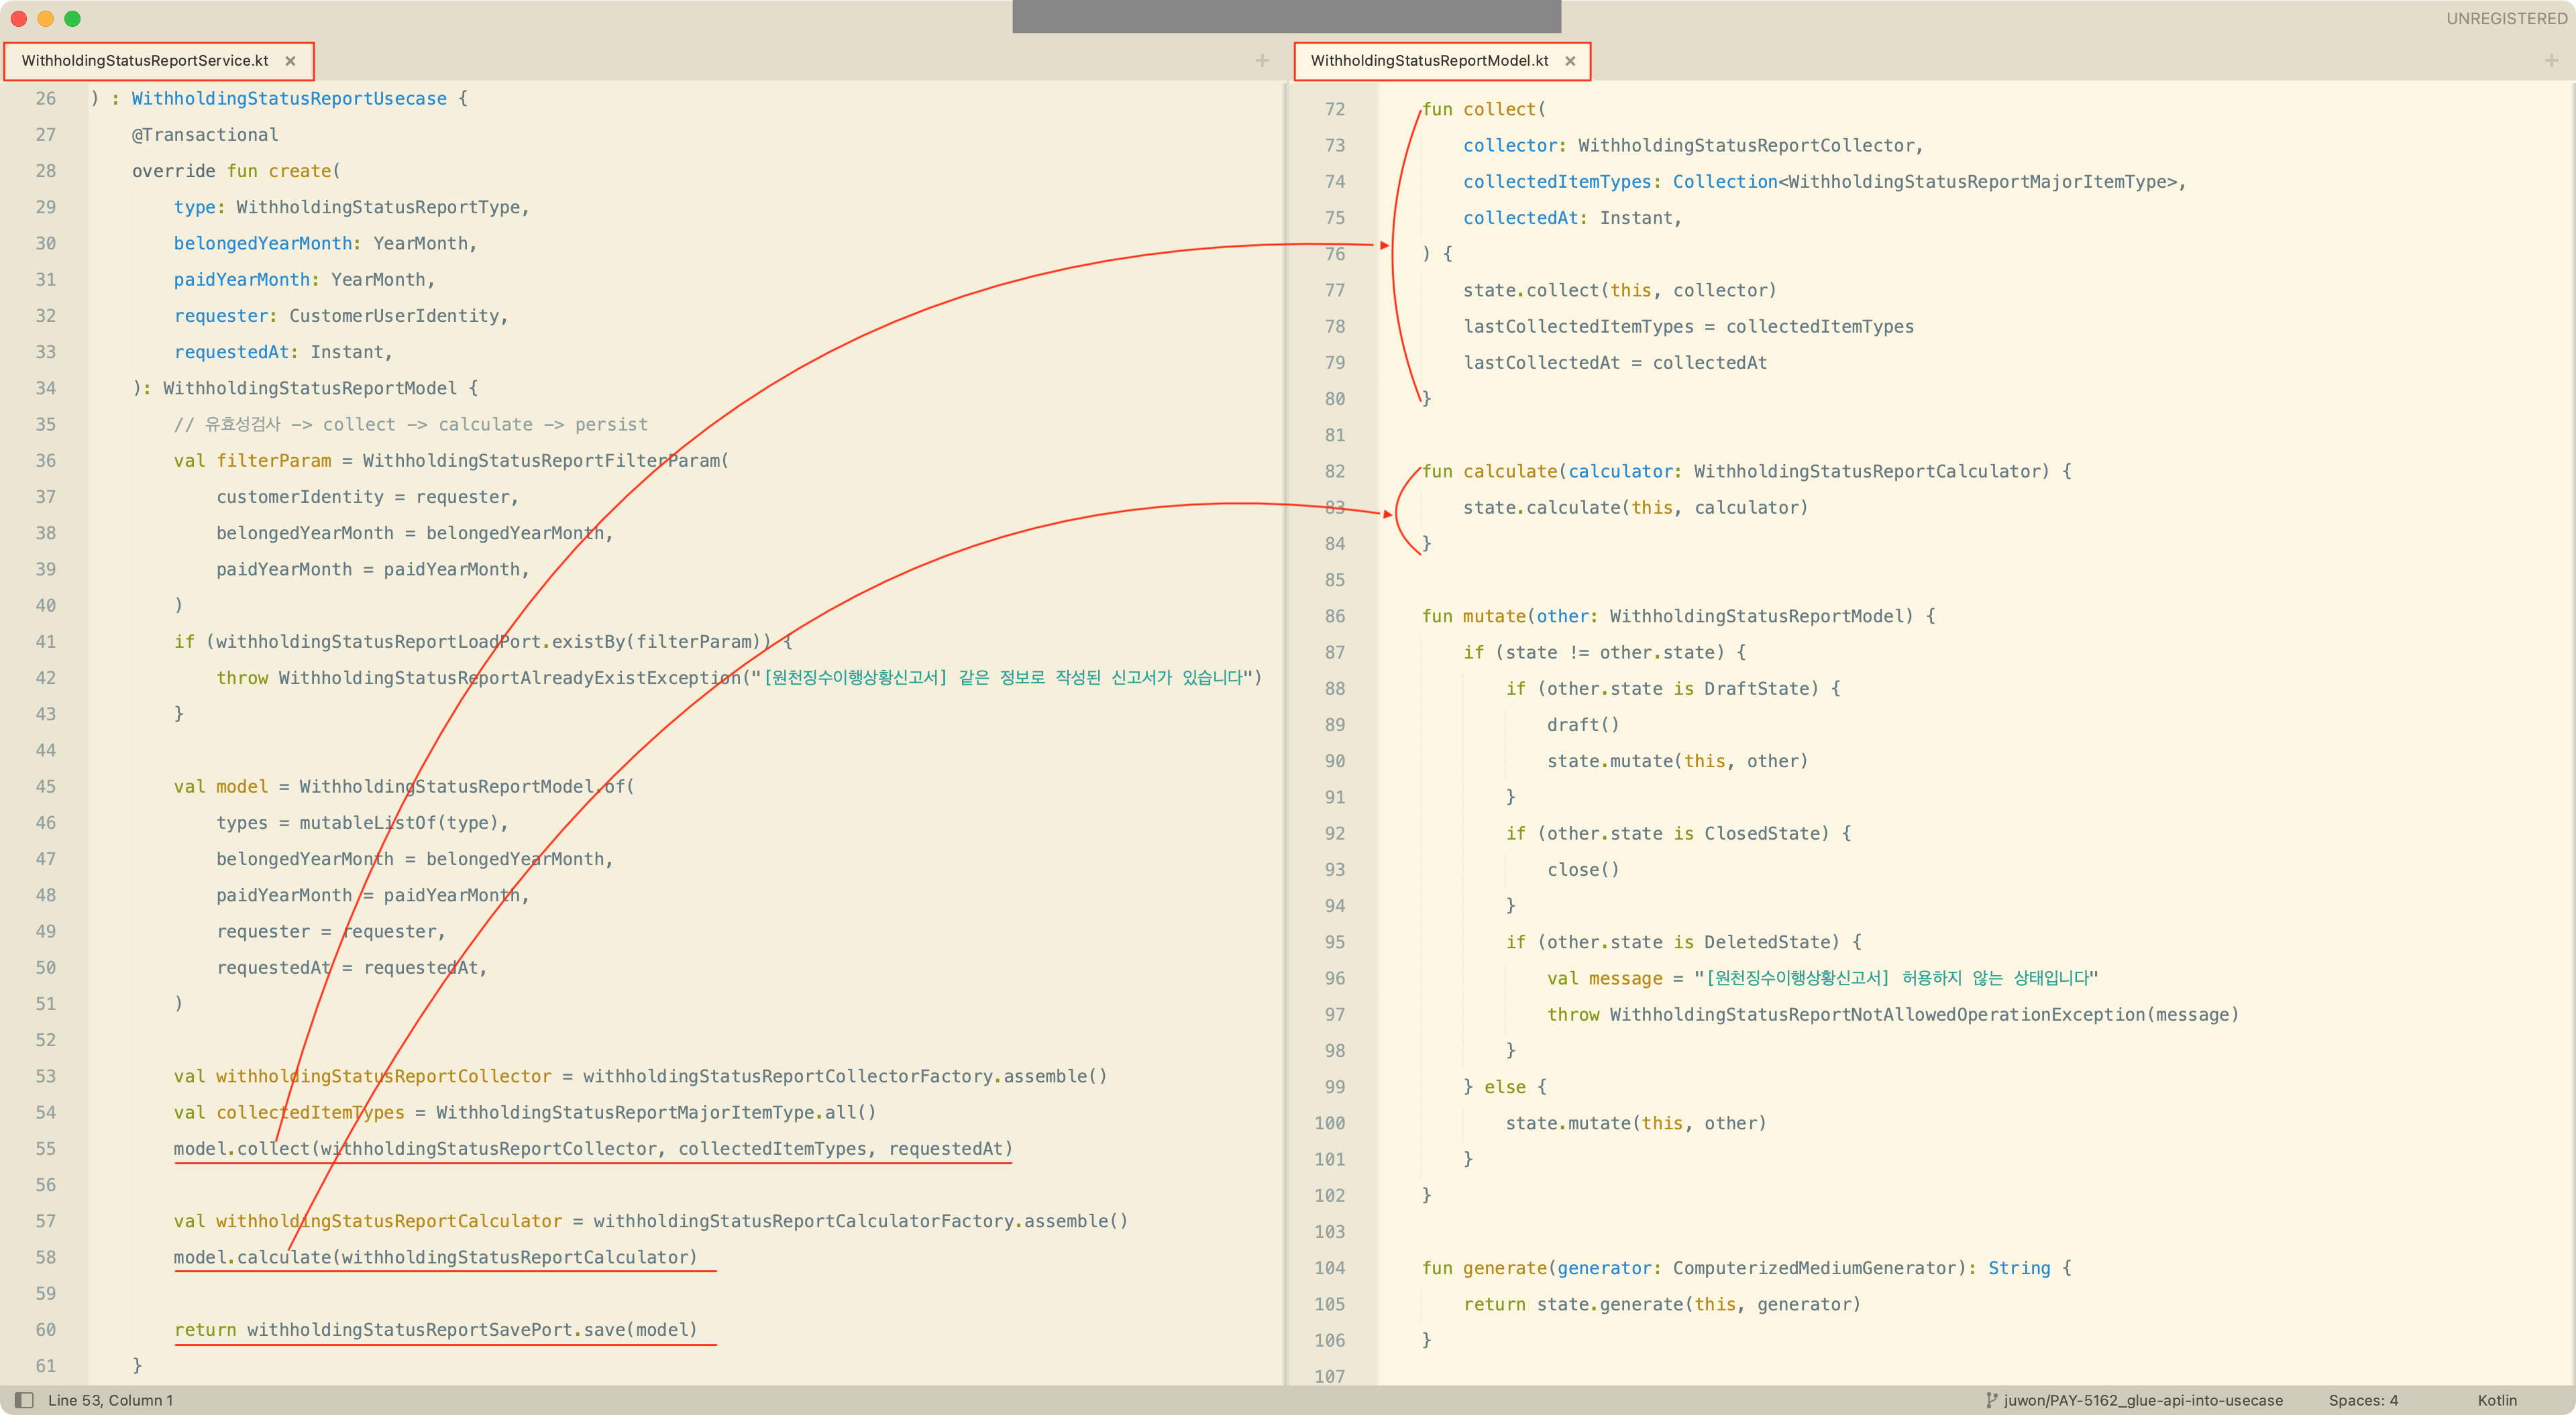 UNREGISTERED
WithholdingStatusReportService.kt ×
26 ) : WithholdingStatusReportUsecase {
27 @Transactional
28 override fun create(
29 type: WithholdingStatusReportType,
30 belongedYearMonth: YearMonth,
31 paidYearMonth: YearMonth,
32 requester: CustomerUserIdentity,
33 requestedAt: Instant,
34 ): WithholdingStatusReportModel {
35 // 유효성검사 -> collect -> calculate -> persist
36 val filterParam = WithholdingStatusReportFilterParam(
37 customerIdentity = requester,
38 belongedYearMonth = belongedYearMonth,
39 paidYearMonth = paidYearMonth,
40 )
41 if (withholdingStatusReportLoadPort.existBy(filterParam)) {
42 throw WithholdingStatusReportAlreadyExistException("[원천징수이행상황신고서] 같은 정보로 작성된 신고서가 있습니다")
43 }
44
45 val model = WithholdingStatusReportModel.of(
46 types = mutableListOf(type),
47 belongedYearMonth = belongedYearMonth,
48 paidYearMonth = paidYearMonth,
49 requester = requester,
50 requestedAt = requestedAt,
51 )
52
53 val withholdingStatusReportCollector = withholdingStatusReportCollectorFactory.assemble()
54 val collectedItemTypes = WithholdingStatusReportMajorItemType.all()
55 model.collect(withholdingStatusReportCollector, collectedItemTypes, requestedAt)
56
57 val withholdingStatusReportCalculator = withholdingStatusReportCalculatorFactory.assemble()
58 model.calculate(withholdingStatusReportCalculator)
59
60 return withholdingStatusReportSavePort.save(model)
61 }
WithholdingStatusReportModel.kt ×
72 fun collect(
73 collector: WithholdingStatusReportCollector,
74 collectedItemTypes: Collection<WithholdingStatusReportMajorItemType>,
75 collectedAt: Instant,
76 ) {
77 state.collect(this, collector)
78 lastCollectedItemTypes = collectedItemTypes
79 lastCollectedAt = collectedAt
80 }
81
82 fun calculate(calculator: WithholdingStatusReportCalculator) {
83 state.calculate(this, calculator)
84 }
85
86 fun mutate(other: WithholdingStatusReportModel) {
87 if (state != other.state) {
88 if (other.state is DraftState) {
89 draft()
90 state.mutate(this, other)
91 }
92 if (other.state is ClosedState) {
93 close()
94 }
95 if (other.state is DeletedState) {
96 val message = "[원천징수이행상황신고서] 허용하지 않는 상태입니다"
97 throw WithholdingStatusReportNotAllowedOperationException(message)
98 }
99 } else {
100 state.mutate(this, other)
101 }
102 }
103
104 fun generate(generator: ComputerizedMediumGenerator): String {
105 return state.generate(this, generator)
106 }
107
Line 53, Column 1
juwon/PAY-5162_glue-api-into-usecase
Spaces: 4
Kotlin